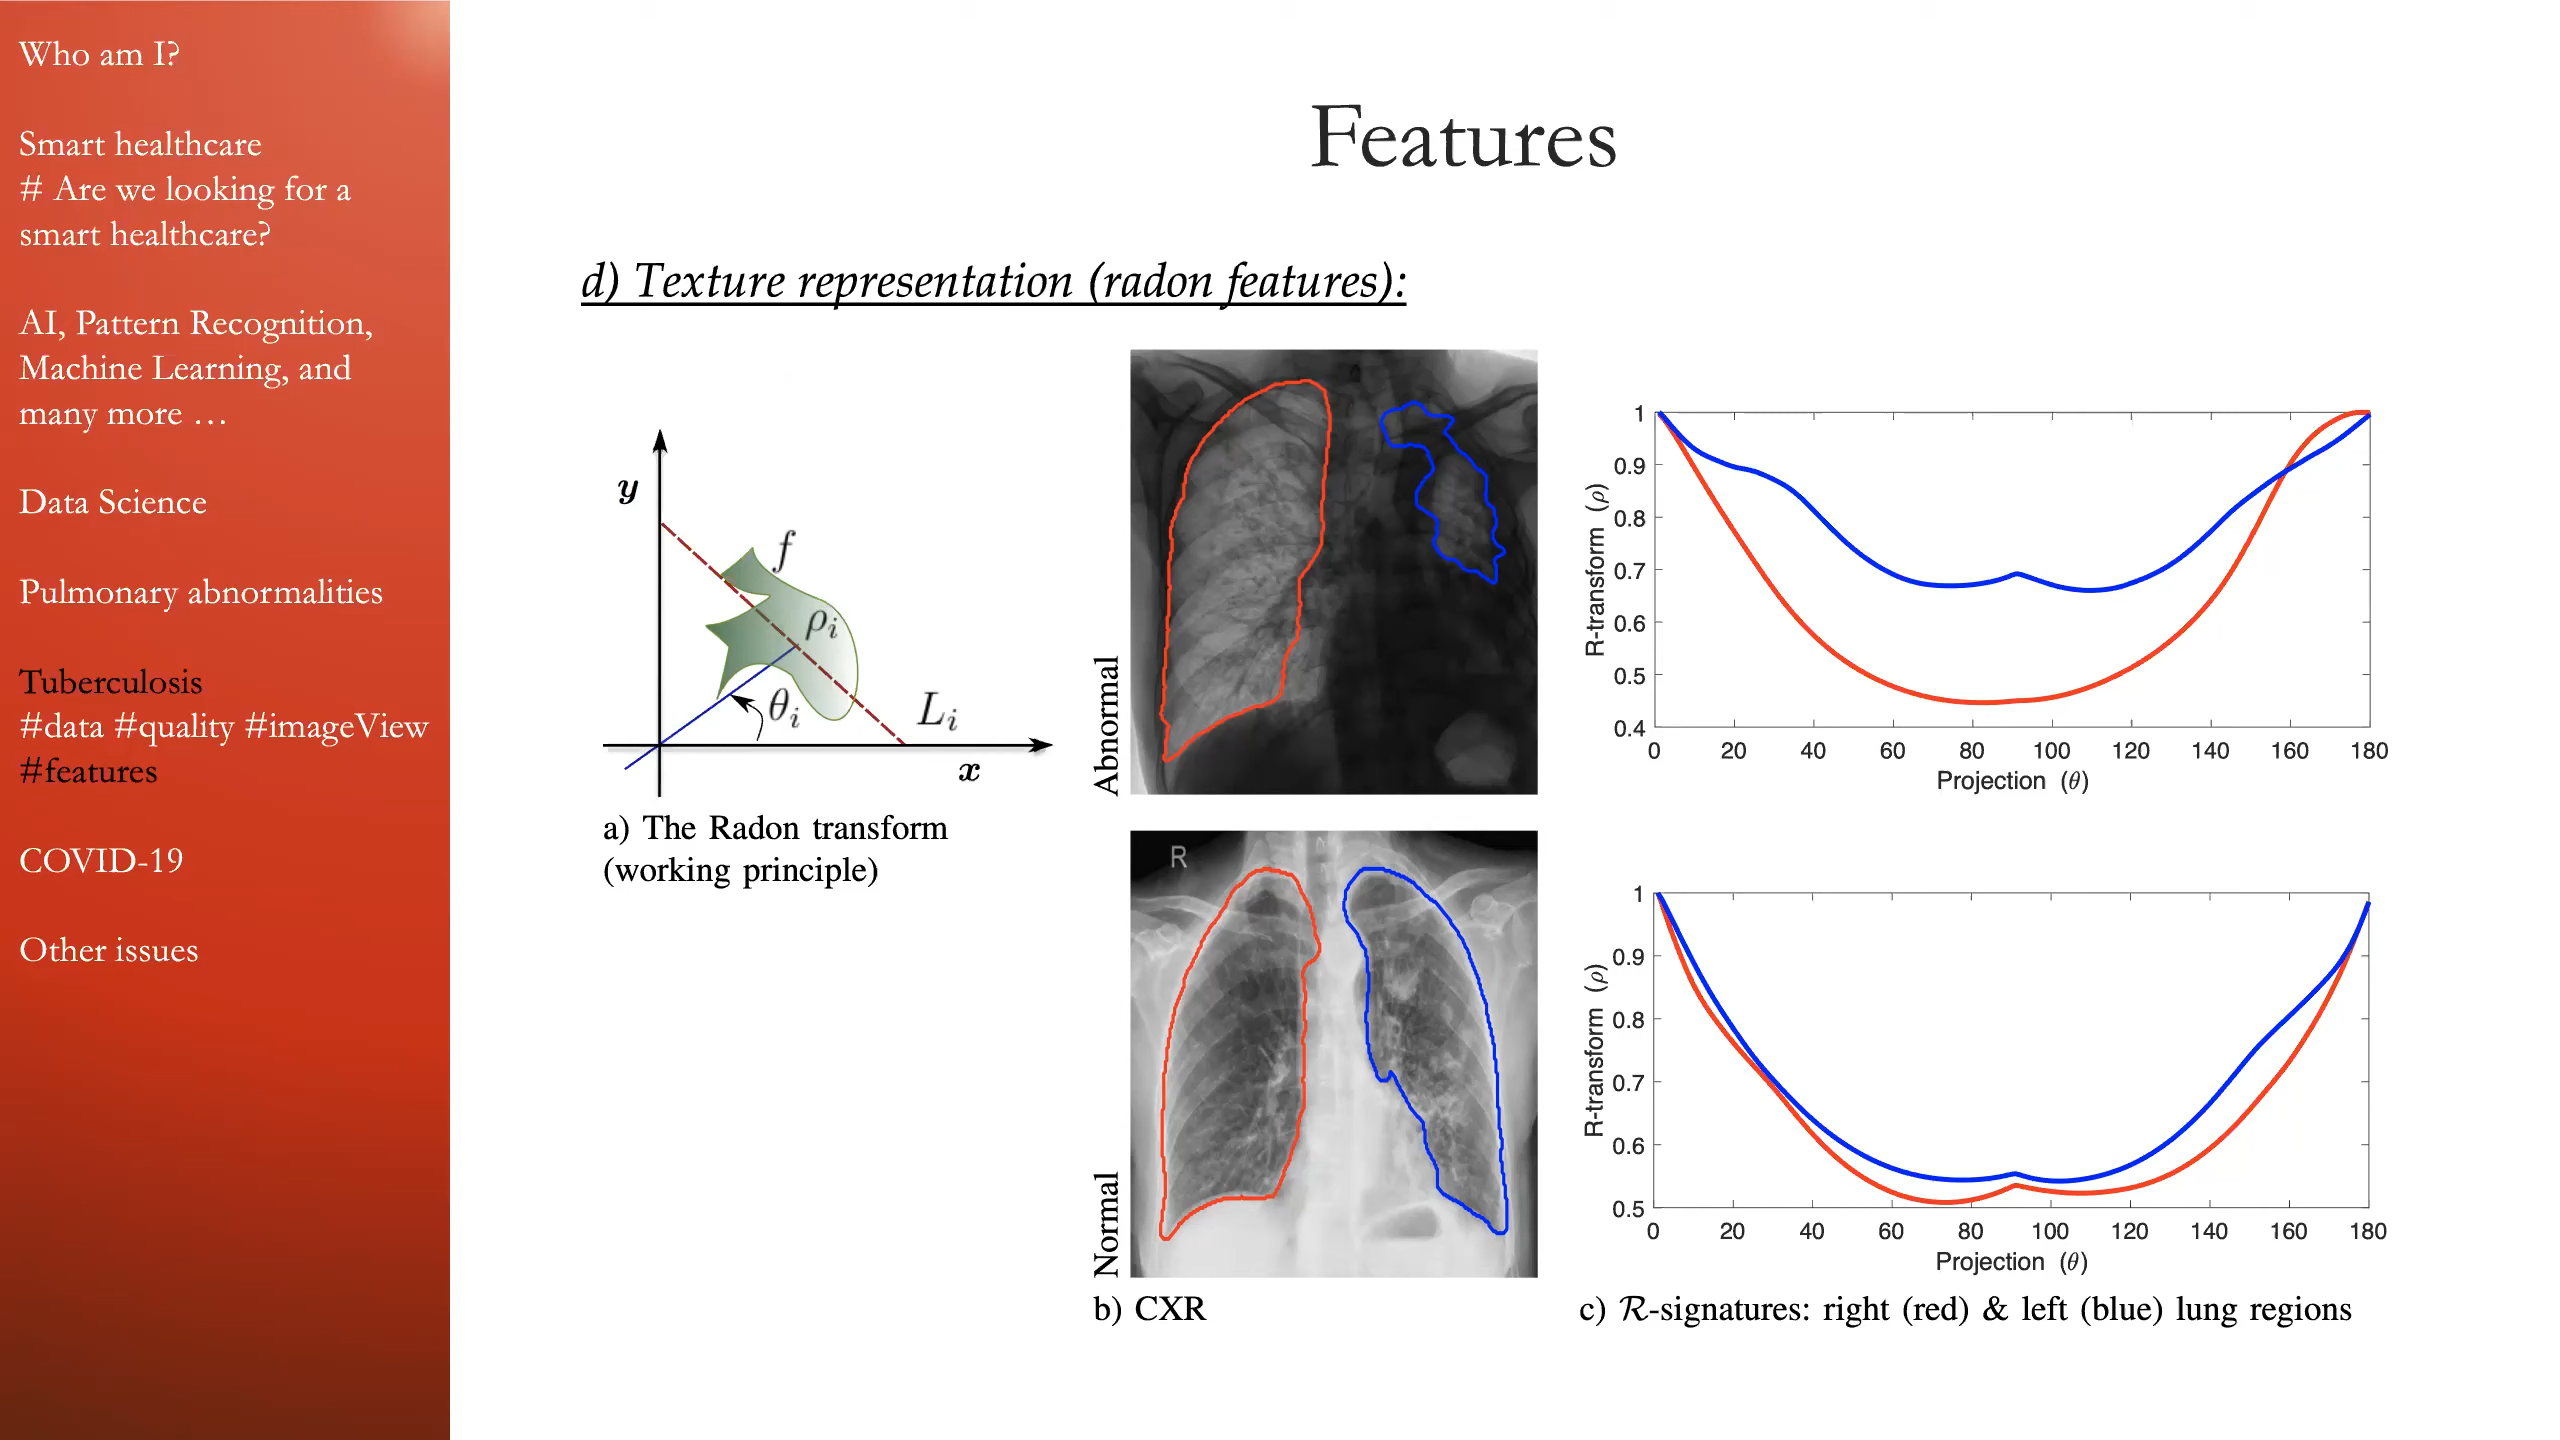 Who am I?
Smart healthcare
# Are we looking for a
smart healthcare?
AI, Pattern Recognition,
Machine Learning, and
many more …
Data Science
Pulmonary abnormalities
Tuberculosis
#data #quality #imageView
#features
COVID-19
Other issues
Features
d) Texture representation (radon features):
y
f
ρi
θi
Li
x
a) The Radon transform
(working principle)
Abnormal
R
Normal
b) CXR
1
0.9
0.8
0.7
0.6
0.5
0.4
R-transform (ρ)
0 20 40 60 80 100 120 140 160 180
Projection (θ)
1
0.9
0.8
0.7
0.6
0.5
R-transform (ρ)
0 20 40 60 80 100 120 140 160 180
Projection (θ)
c) ℛ-signatures: right (red) & left (blue) lung regions